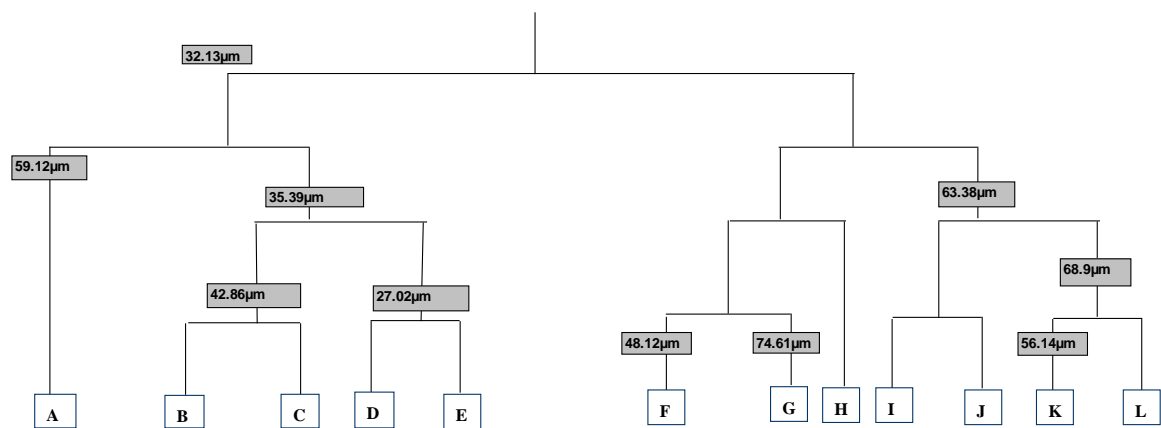 32.13µm
59.12µm
35.39µm
63.38µm
68.9µm
42.86µm
27.02µm
48.12µm
74.61µm
56.14µm
A
B
C
D
E
F
G
H
I
J
K
L